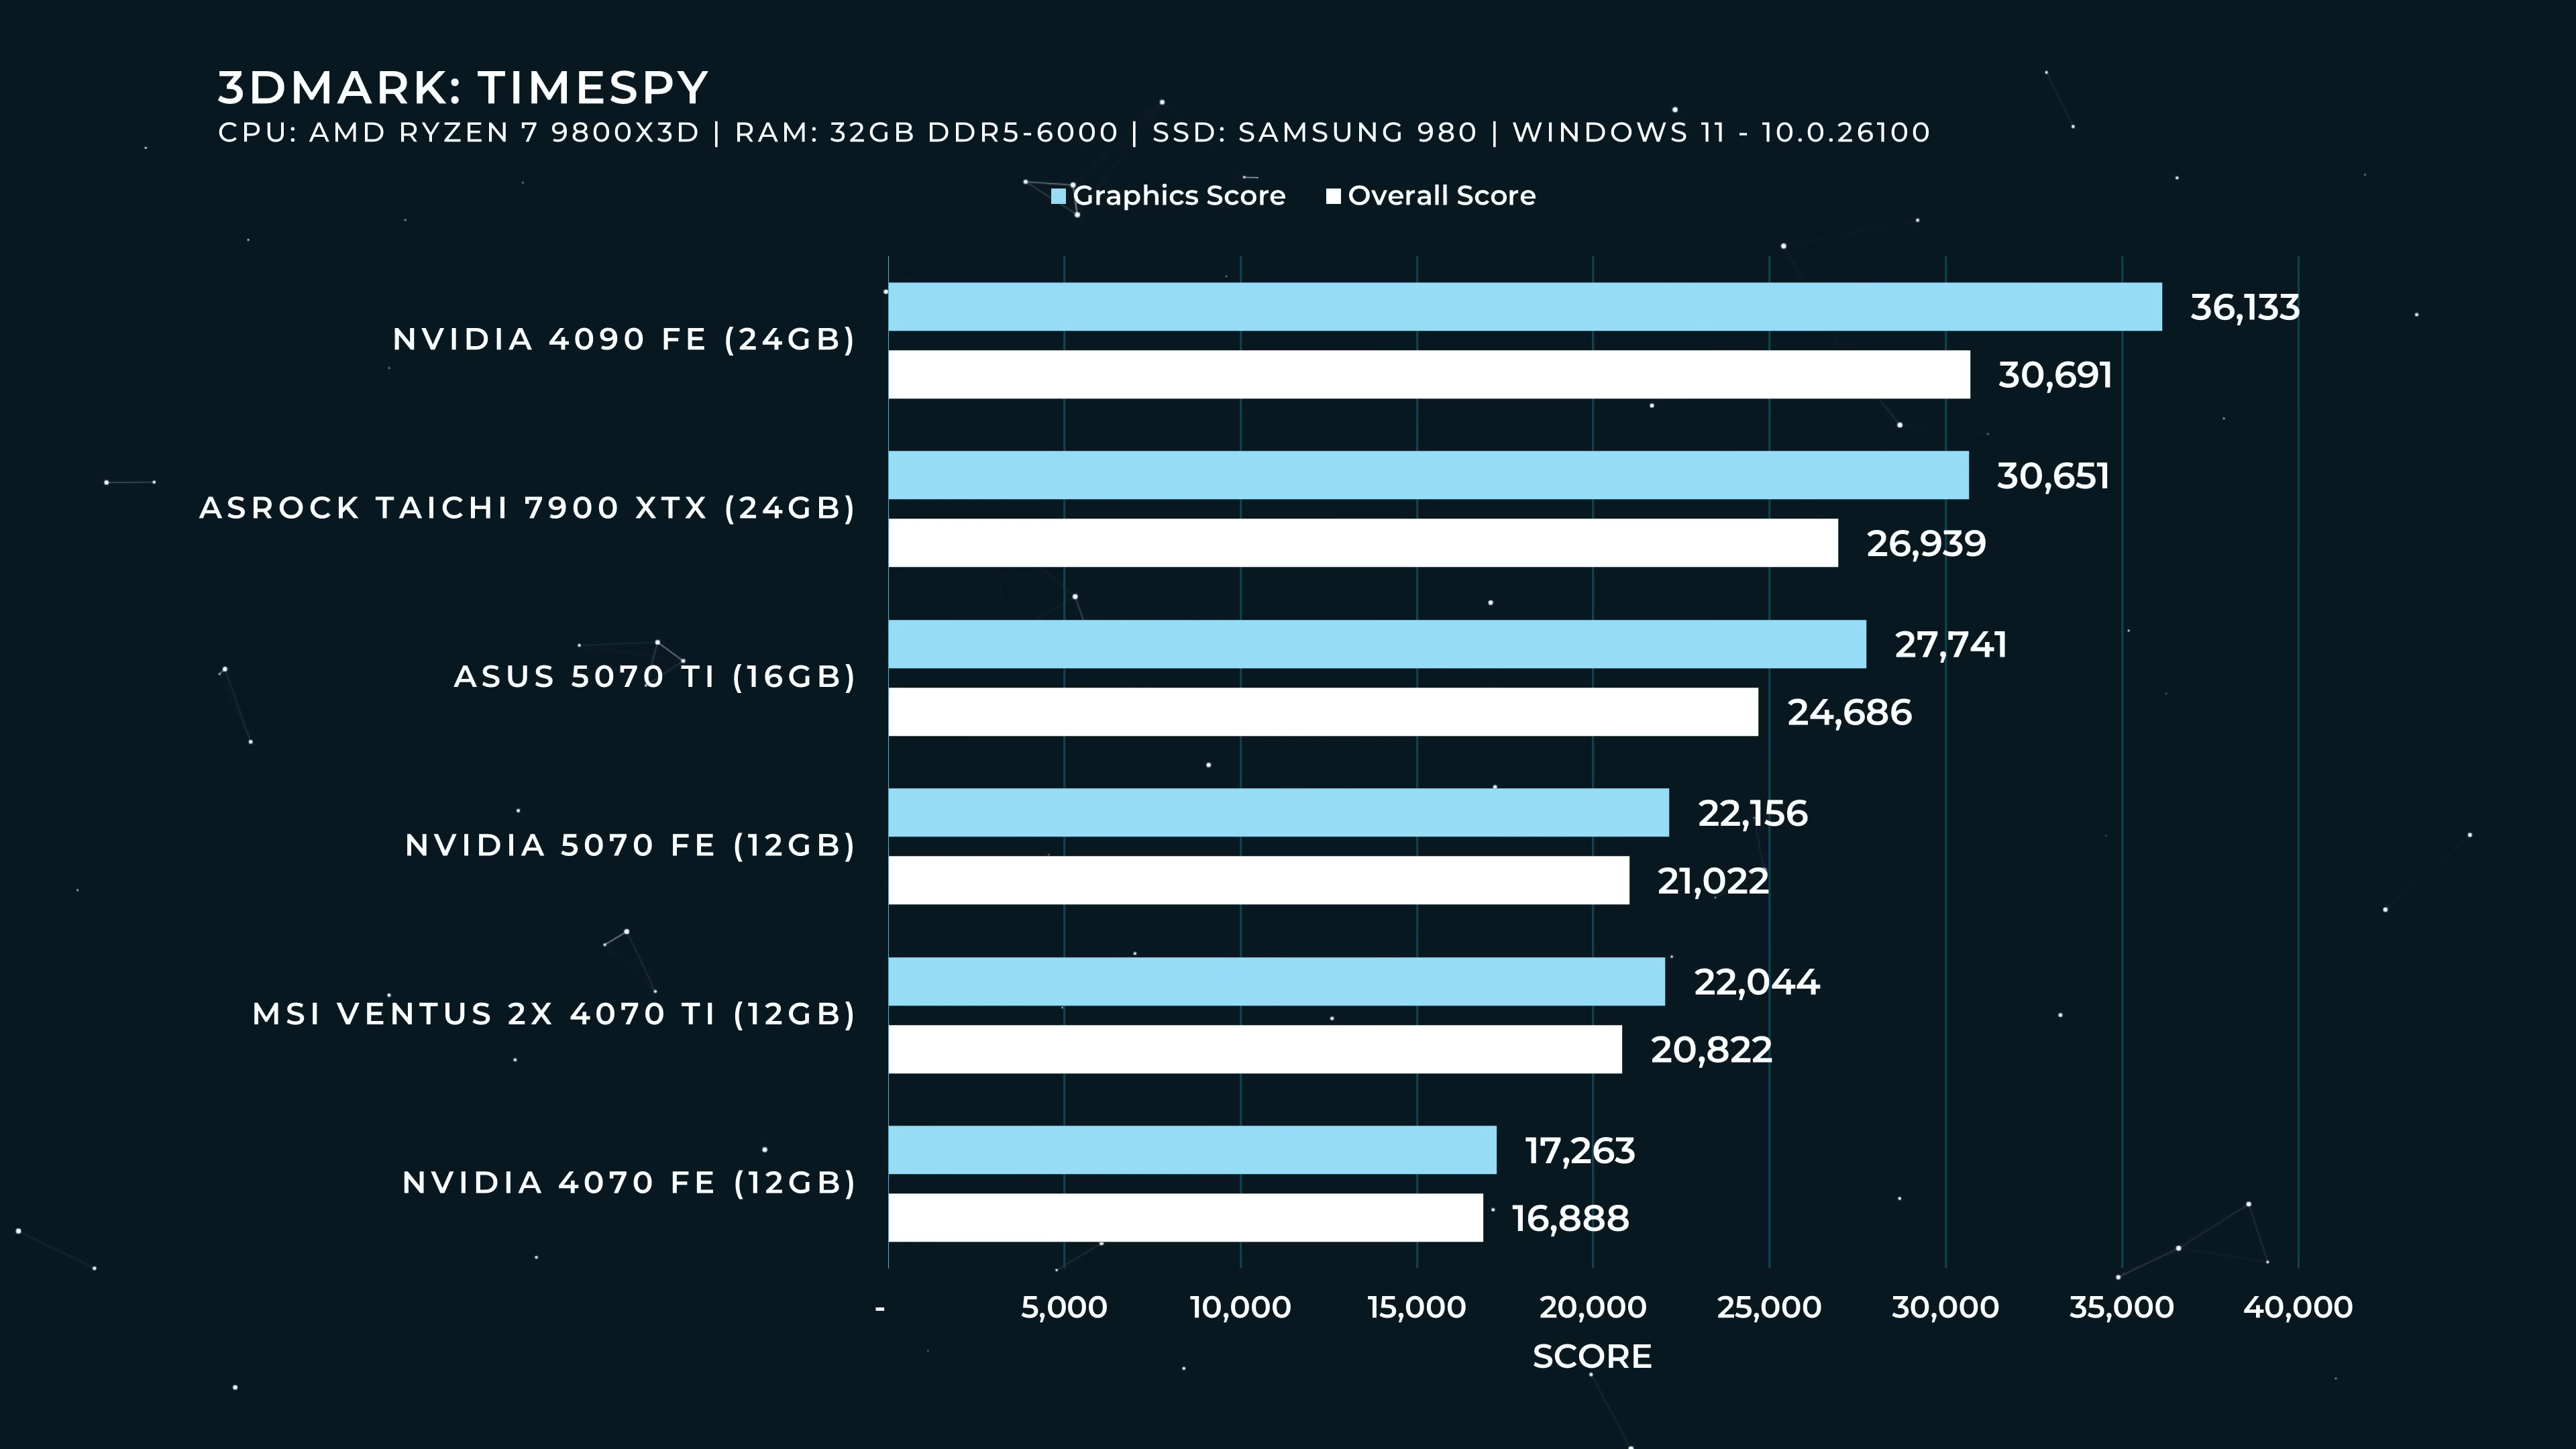 3DMARK: TIMESPY
CPU: AMD RYZEN 7 9800X3D | RAM: 32GB DDR5-6000 | SSD: SAMSUNG 980 | WINDOWS 11 - 10.0.26100
Graphics Score Overall Score
NVIDIA 4090 FE (24GB)
36,133
30,691
ASROCK TAICHI 7900 XTX (24GB)
30,651
26,939
ASUS 5070 TI (16GB)
27,741
24,686
NVIDIA 5070 FE (12GB)
22,156
21,022
MSI VENTUS 2X 4070 TI (12GB)
22,044
20,822
NVIDIA 4070 FE (12GB)
17,263
16,888
- 5,000 10,000 15,000 20,000 25,000 30,000 35,000 40,000
SCORE